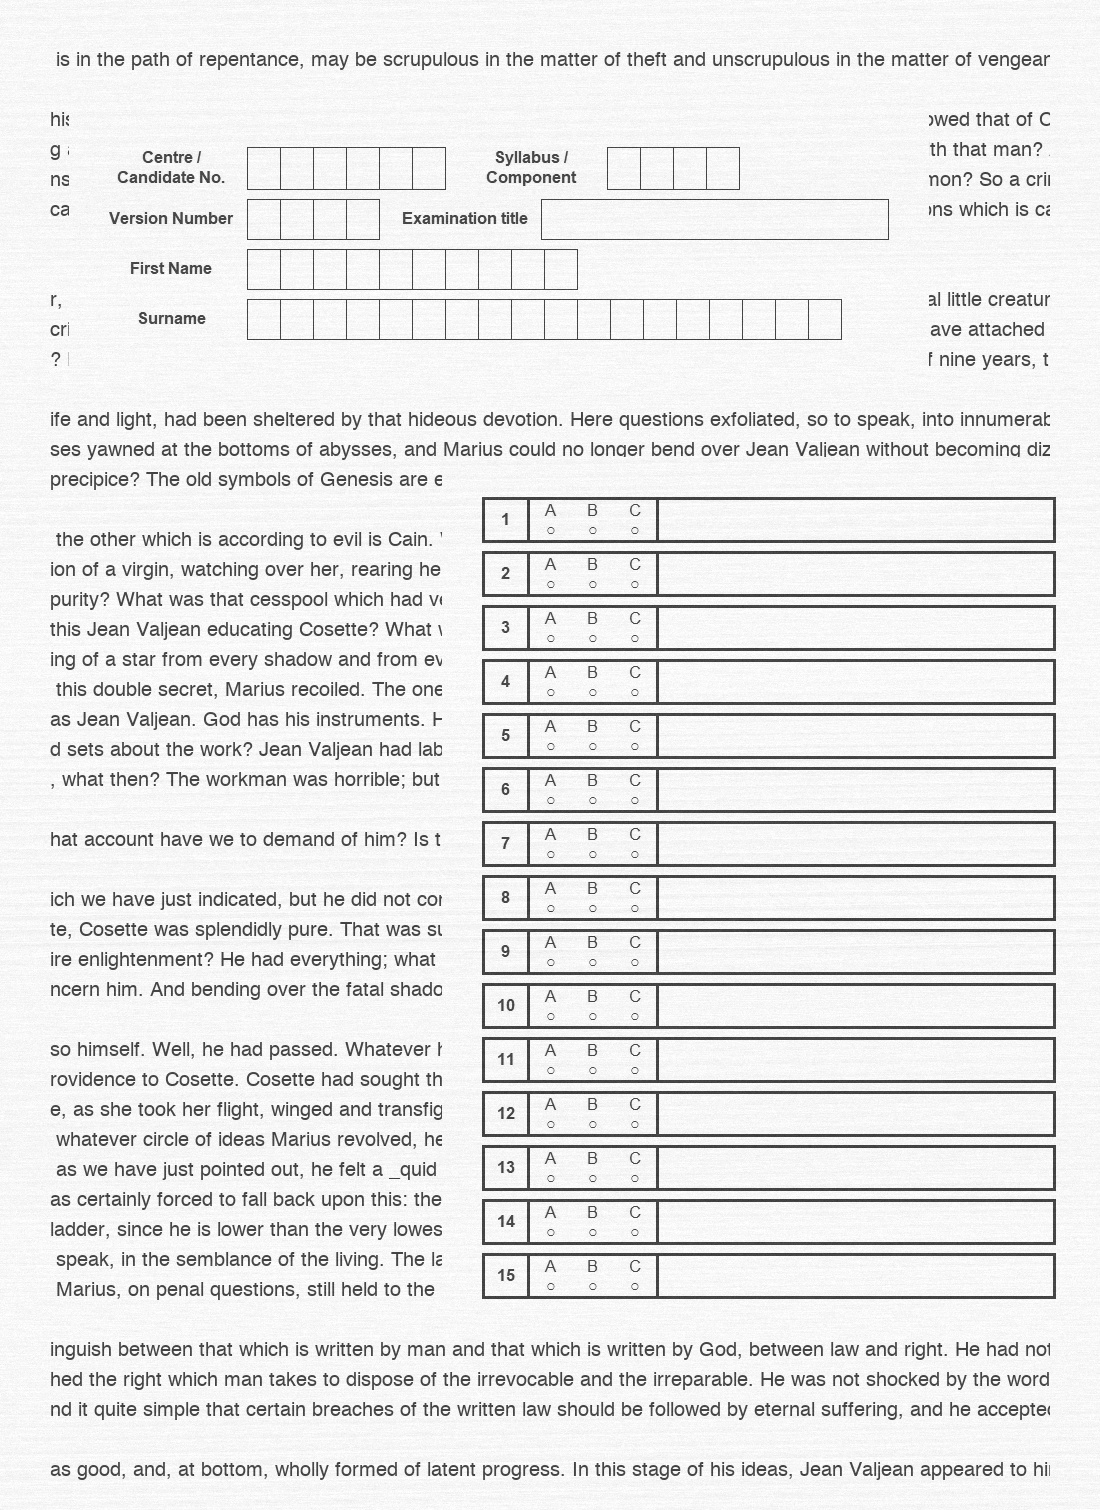 is in the path of repentance, may be scrupulous in the matter of theft and unscrupulous in the matter of
his
owed that of
g
th that man?
ns
mon? So a
ca
ons which is
Centre /
Candidate No.
Syllabus /
Component
Version Number
Examination title
First Name
Surname
r,
al little
cri
ave attached
?
f nine years,
ife and light, had been sheltered by that hideous devotion. Here questions exfoliated, so to speak, into
ses yawned at the bottoms of abysses, and Marius could no longer bend over Jean Valjean without becoming diz
precipice? The old symbols of Genesis are
the other which is according to evil is Cain.
ion of a virgin, watching over her, rearing he
purity? What was that cesspool which had
this Jean Valjean educating Cosette? What
ing of a star from every shadow and from ev
this double secret, Marius recoiled. The one
as Jean Valjean. God has his instruments.
d sets about the work? Jean Valjean had lab
, what then? The workman was horrible; but
hat account have we to demand of him? Is
ich we have just indicated, but he did not
te, Cosette was splendidly pure. That was
ire enlightenment? He had everything; what
ncern him. And bending over the fatal shado
so himself. Well, he had passed. Whatever
rovidence to Cosette. Cosette had sought th
e, as she took her flight, winged and transfig
whatever circle of ideas Marius revolved, he
as we have just pointed out, he felt a _quid
as certainly forced to fall back upon this: the
ladder, since he is lower than the very lowes
speak, in the semblance of the living. The
Marius, on penal questions, still held to the
1 A B C
2 A B C
3 A B C
4 A B C
5 A B C
6 A B C
7 A B C
8 A B C
9 A B C
10 A B C
11 A B C
12 A B C
13 A B C
14 A B C
15 A B C
inguish between that which is written by man and that which is written by God, between law and right. He had not
hed the right which man takes to dispose of the irrevocable and the irreparable. He was not shocked by the word
nd it quite simple that certain breaches of the written law should be followed by eternal suffering, and he
as good, and, at bottom, wholly formed of latent progress. In this stage of his ideas, Jean Valjean appeared to